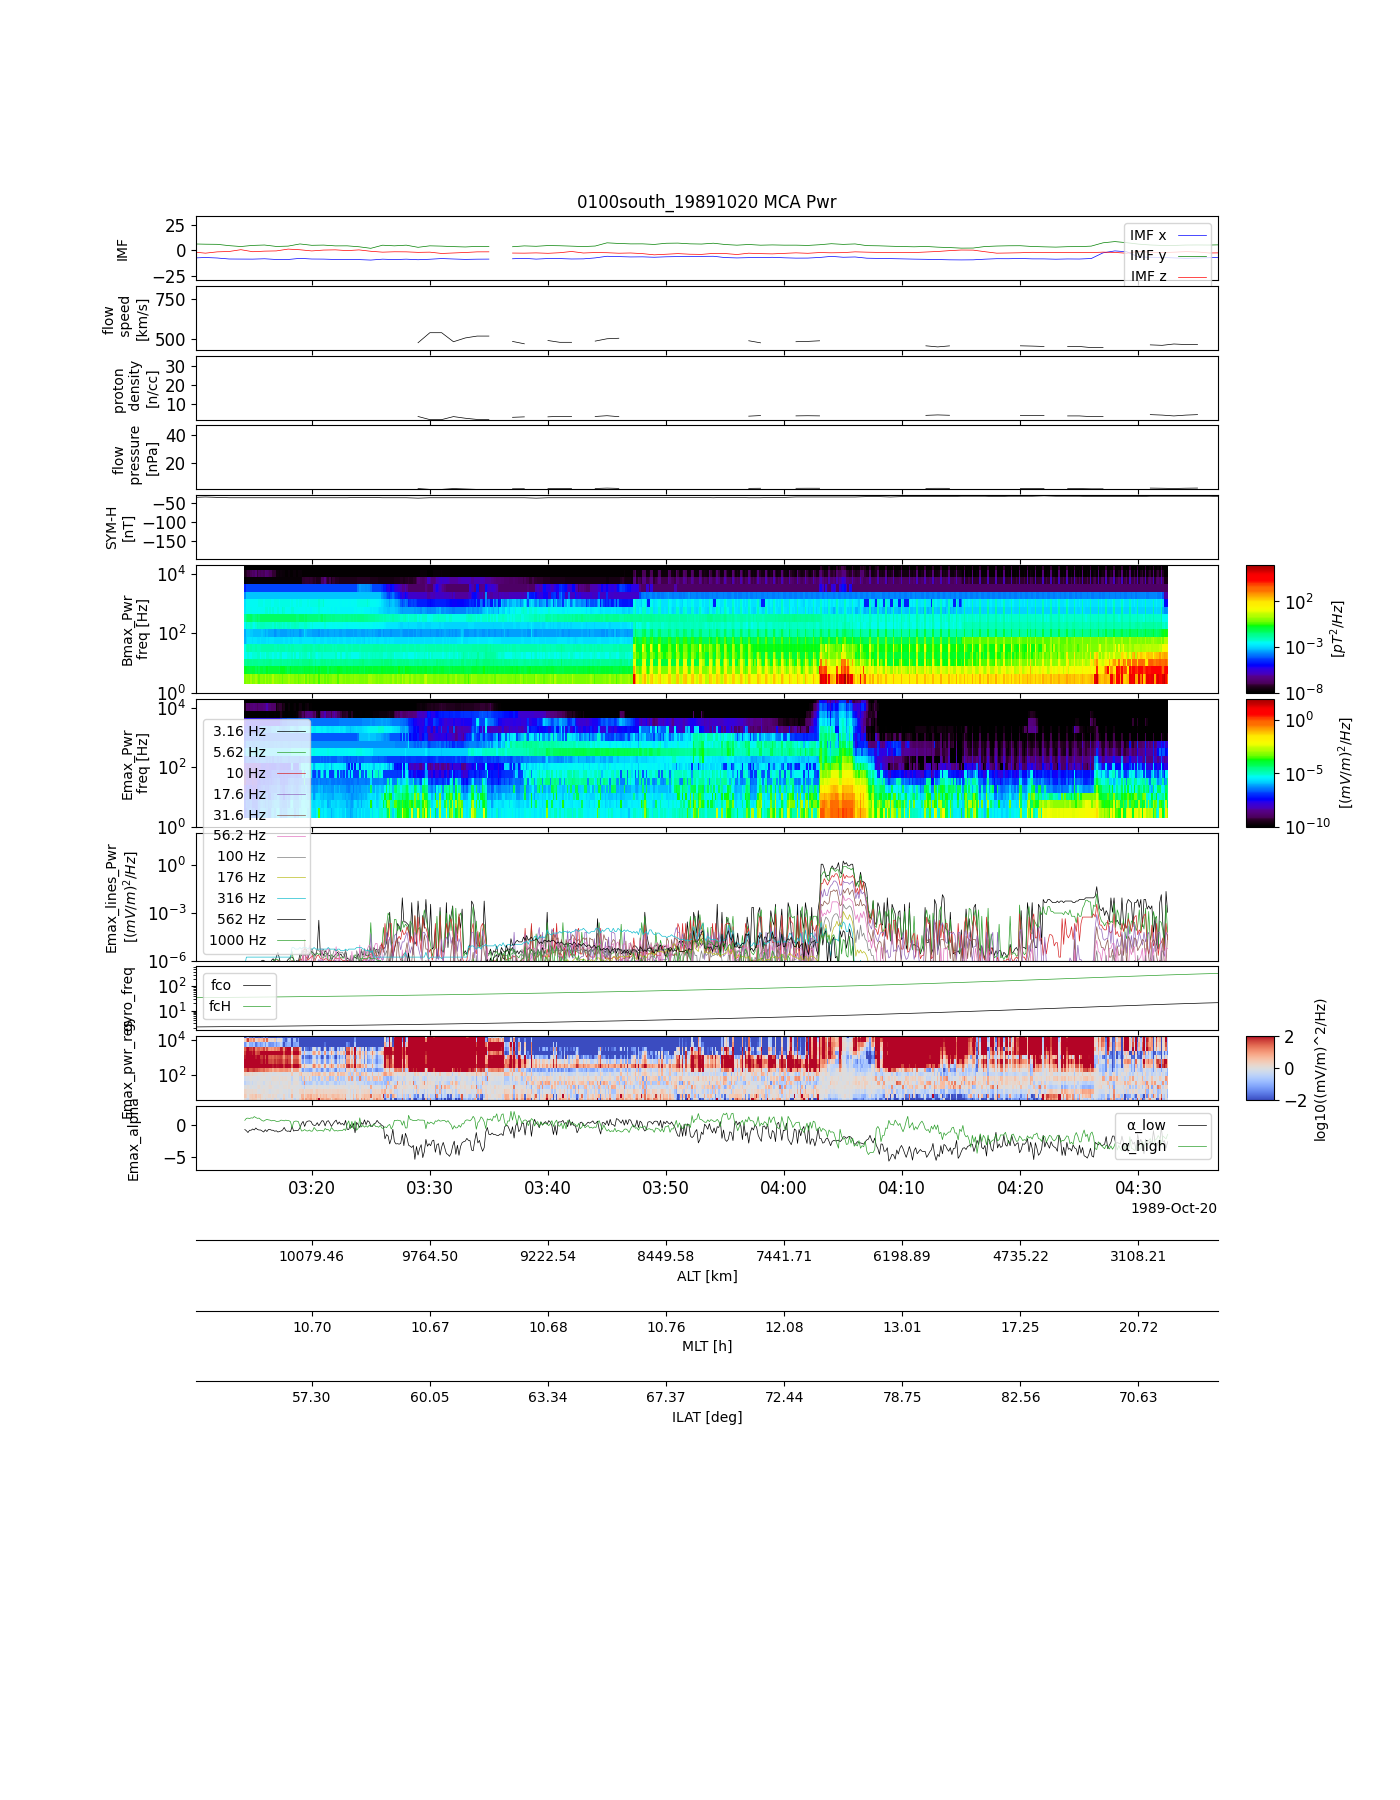 0100south_19891020 MCA Pwr
25
0
−25
IMF
IMF x
IMF y
IMF z
750
500
flow
speed
[km/s]
30
20
10
proton
density
[n/cc]
40
20
flow
pressure
[nPa]
−50
−100
−150
SYM-H
[nT]
10^4
10^2
10^0
Bmax_Pwr
freq [Hz]
10^2
10^−3
10^−8
[pT^2/Hz]
10^4
10^2
10^0
Emax_Pwr
freq [Hz]
10^0
10^−5
10^−10
[(mV/m)^2/Hz]
3.16 Hz
5.62 Hz
10 Hz
17.6 Hz
31.6 Hz
56.2 Hz
100 Hz
176 Hz
316 Hz
562 Hz
1000 Hz
10^0
10^−3
10^−6
Emax_lines_Pwr
[(mV/m)^2/Hz]
10^2
10^1
fco
fcH
10^4
10^2
2
0
−2
log10((mV/m)^2/Hz)
0
−5
Emax_alpha
α_low
α_high
03:20 03:30 03:40 03:50 04:00 04:10 04:20 04:30
1989-Oct-20
10079.46 9764.50 9222.54 8449.58 7441.71 6198.89 4735.22 3108.21
ALT [km]
10.70 10.67 10.68 10.76 12.08 13.01 17.25 20.72
MLT [h]
57.30 60.05 63.34 67.37 72.44 78.75 82.56 70.63
ILAT [deg]